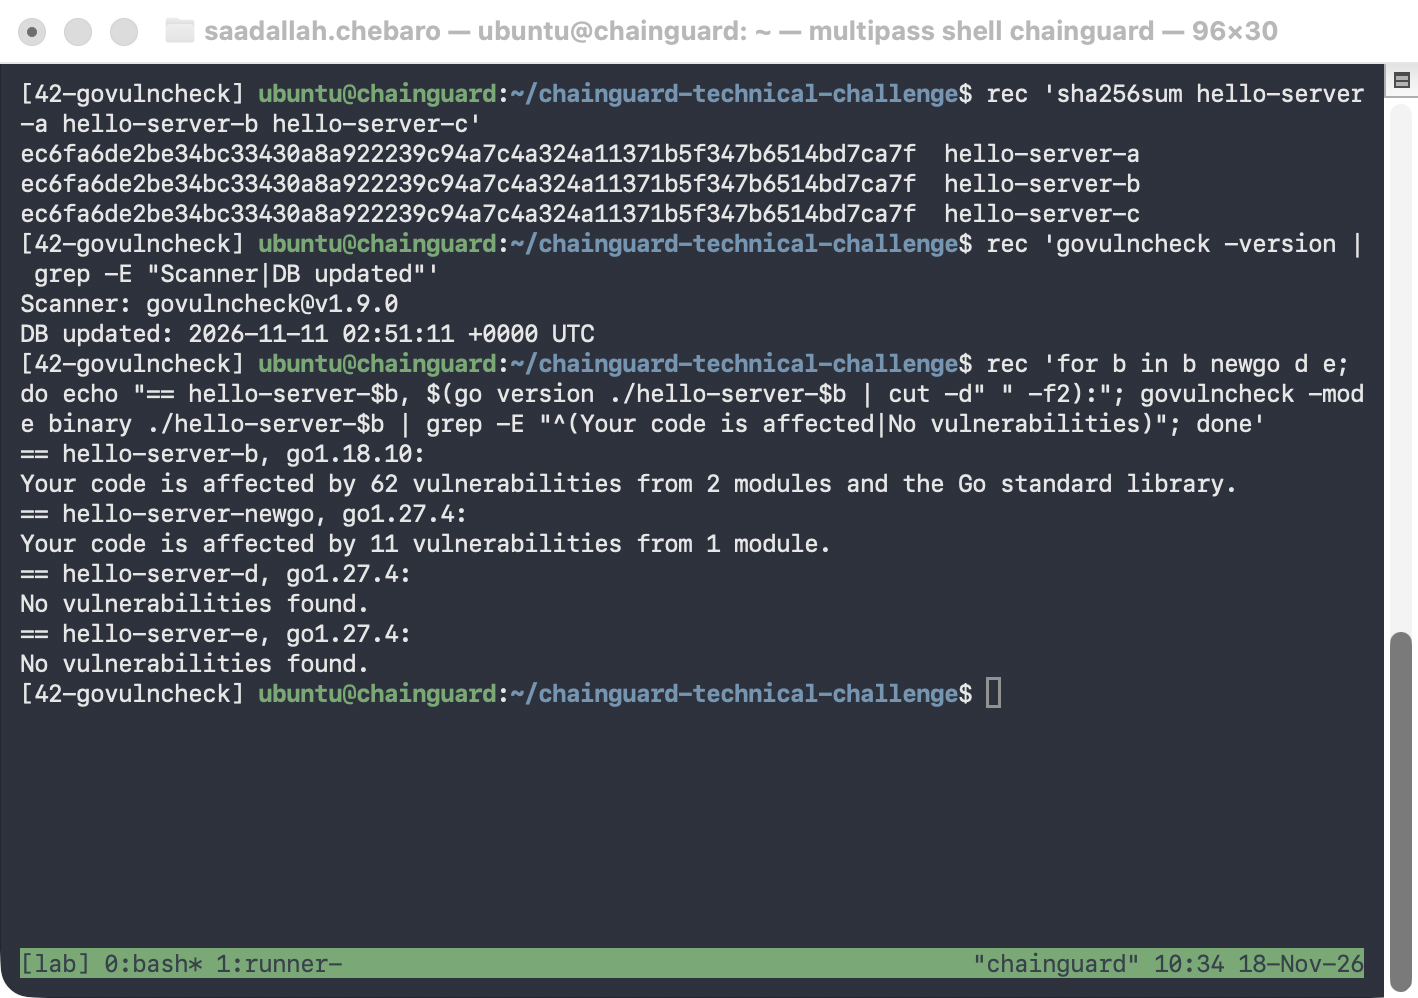 saadallah.chebaro — ubuntu@chainguard: ~ — multipass shell chainguard — 96×30
[42-govulncheck] ubuntu@chainguard:~/chainguard-technical-challenge$ rec 'sha256sum hello-server
-a hello-server-b hello-server-c'
ec6fa6de2be34bc33430a8a922239c94a7c4a324a11371b5f347b6514bd7ca7f  hello-server-a
ec6fa6de2be34bc33430a8a922239c94a7c4a324a11371b5f347b6514bd7ca7f  hello-server-b
ec6fa6de2be34bc33430a8a922239c94a7c4a324a11371b5f347b6514bd7ca7f  hello-server-c
[42-govulncheck] ubuntu@chainguard:~/chainguard-technical-challenge$ rec 'govulncheck -version |
 grep -E "Scanner|DB updated"'
Scanner: govulncheck@v1.9.0
DB updated: 2026-11-11 02:51:11 +0000 UTC
[42-govulncheck] ubuntu@chainguard:~/chainguard-technical-challenge$ rec 'for b in b newgo d e;
do echo "== hello-server-$b, $(go version ./hello-server-$b | cut -d" " -f2):"; govulncheck -mod
e binary ./hello-server-$b | grep -E "^(Your code is affected|No vulnerabilities)"; done'
== hello-server-b, go1.18.10:
Your code is affected by 62 vulnerabilities from 2 modules and the Go standard library.
== hello-server-newgo, go1.27.4:
Your code is affected by 11 vulnerabilities from 1 module.
== hello-server-d, go1.27.4:
No vulnerabilities found.
== hello-server-e, go1.27.4:
No vulnerabilities found.
[42-govulncheck] ubuntu@chainguard:~/chainguard-technical-challenge$
[lab] 0:bash* 1:runner-  "chainguard" 10:34 18-Nov-26